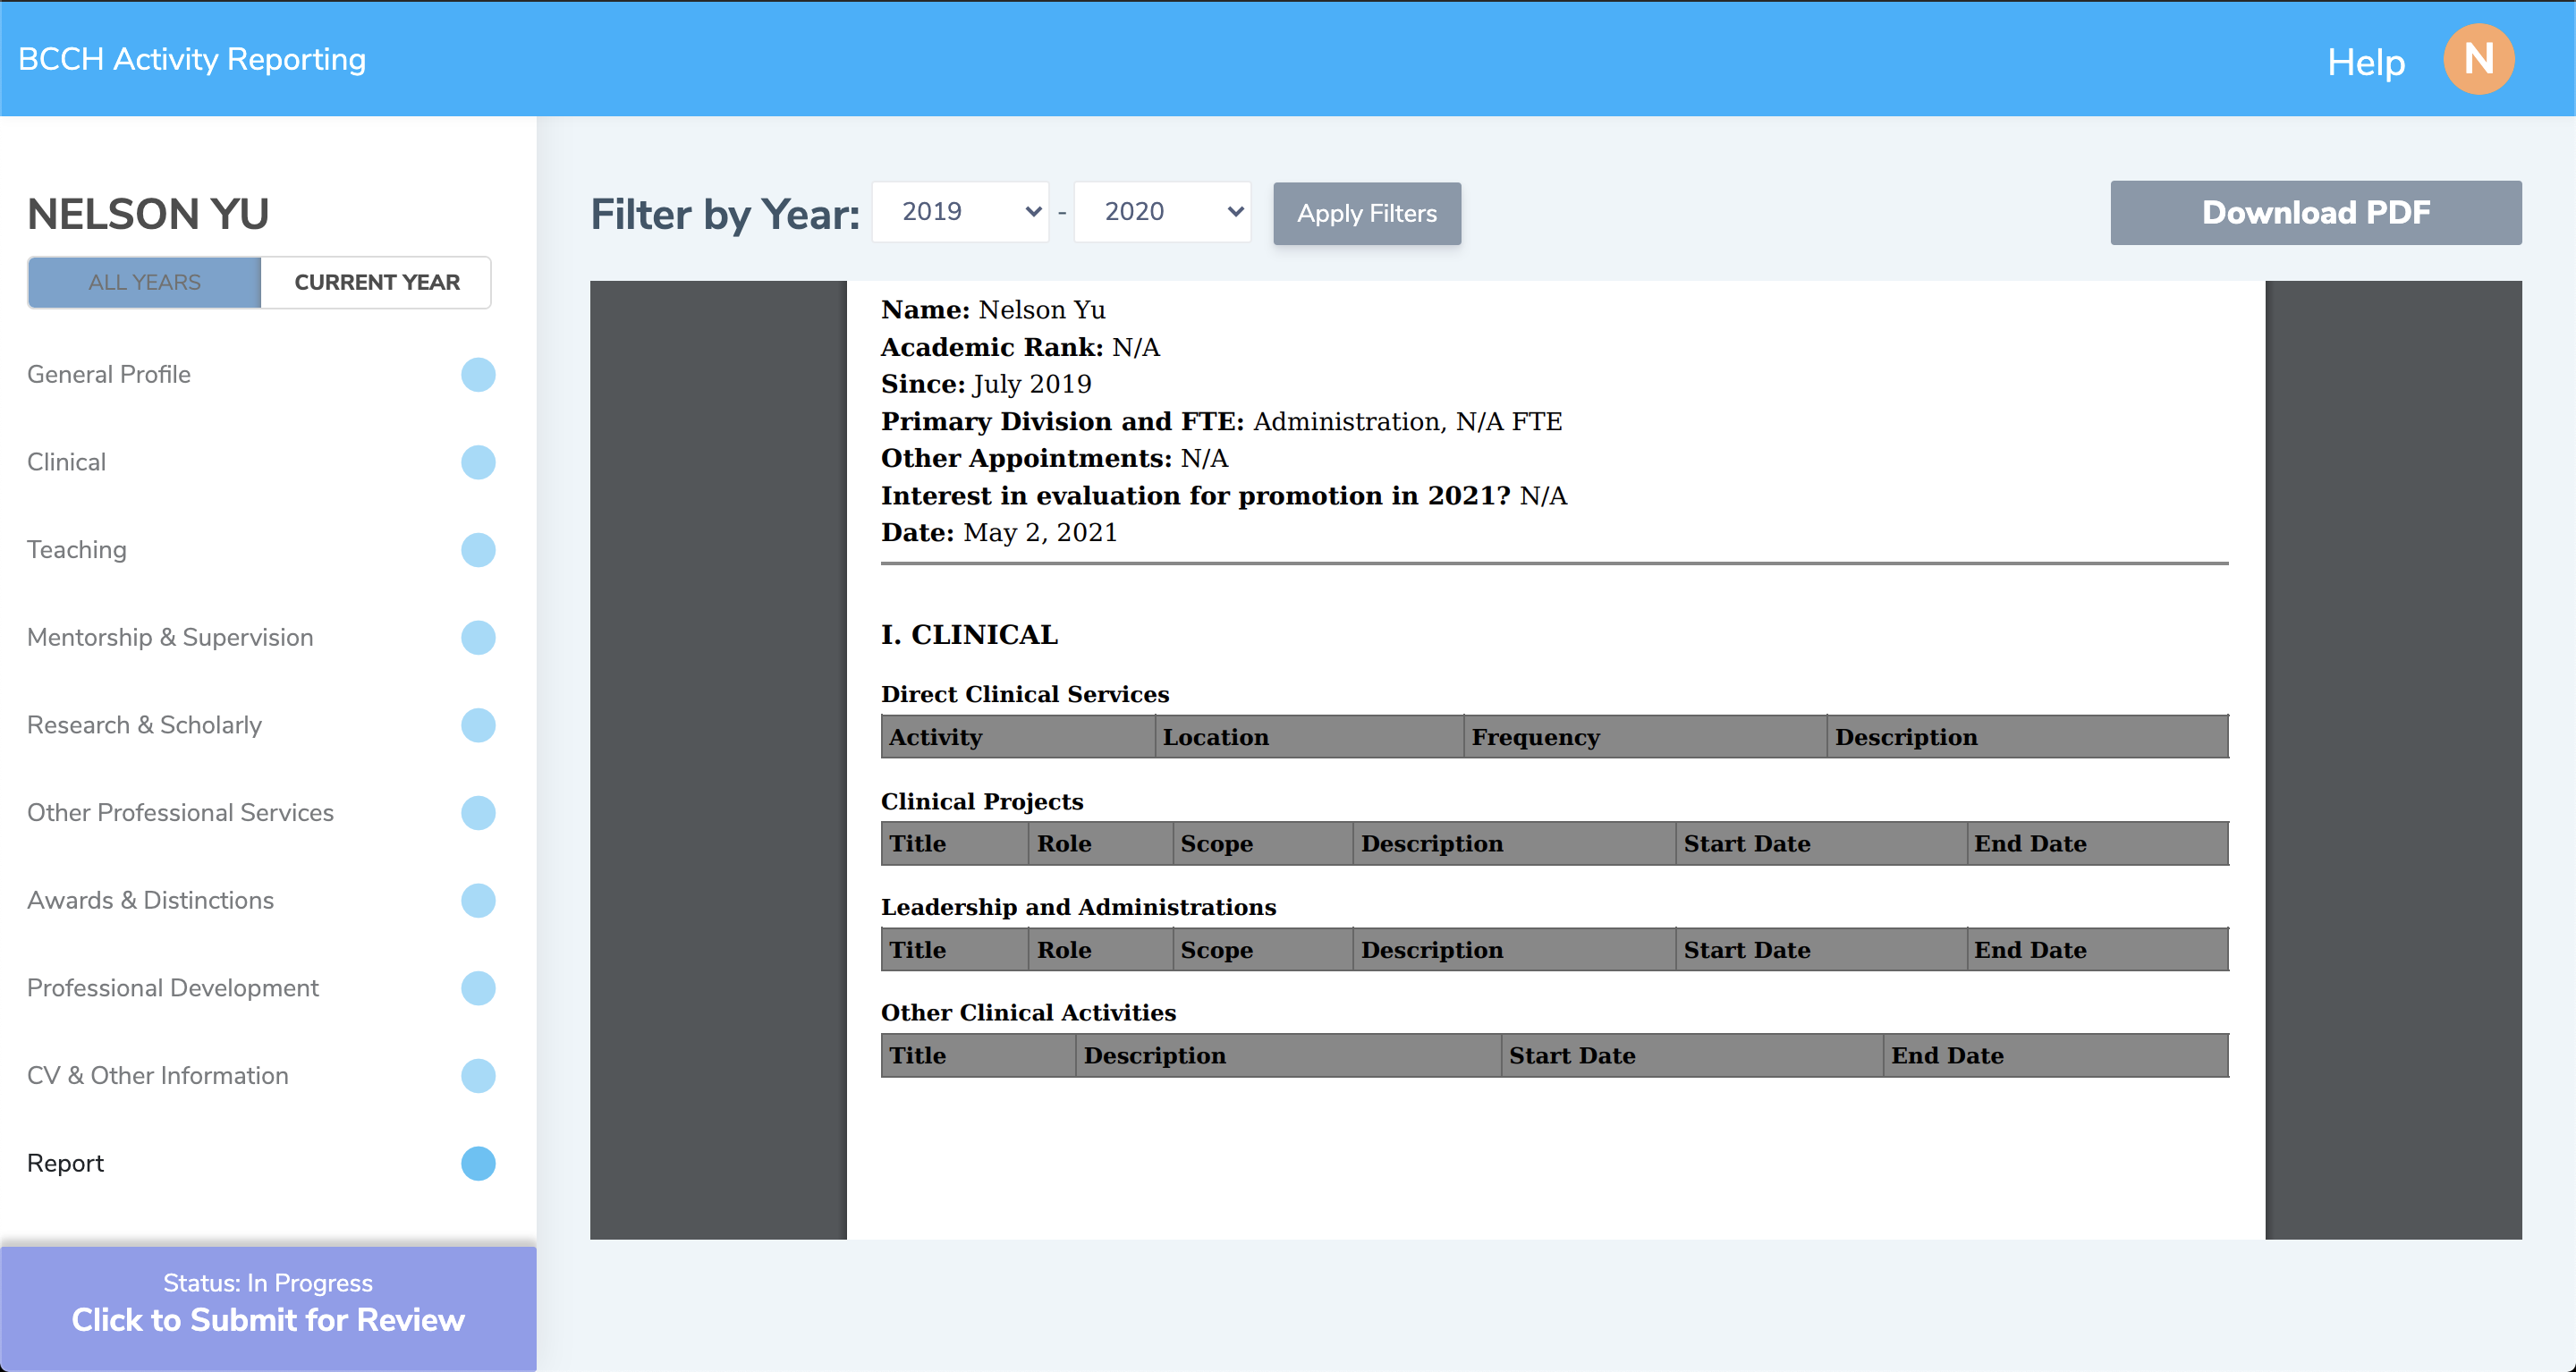 BCCH Activity Reporting
Help
N
NELSON YU
ALL YEARS
CURRENT YEAR
General Profile
Clinical
Teaching
Mentorship & Supervision
Research & Scholarly
Other Professional Services
Awards & Distinctions
Professional Development
CV & Other Information
Report
Status: In Progress
Click to Submit for Review
Filter by Year: 2019 - 2020 Apply Filters
Download PDF
Name: Nelson Yu
Academic Rank: N/A
Since: July 2019
Primary Division and FTE: Administration, N/A FTE
Other Appointments: N/A
Interest in evaluation for promotion in 2021? N/A
Date: May 2, 2021
I. CLINICAL
Direct Clinical Services
Activity Location Frequency Description
Clinical Projects
Title Role Scope Description Start Date End Date
Leadership and Administrations
Title Role Scope Description Start Date End Date
Other Clinical Activities
Title Description Start Date End Date